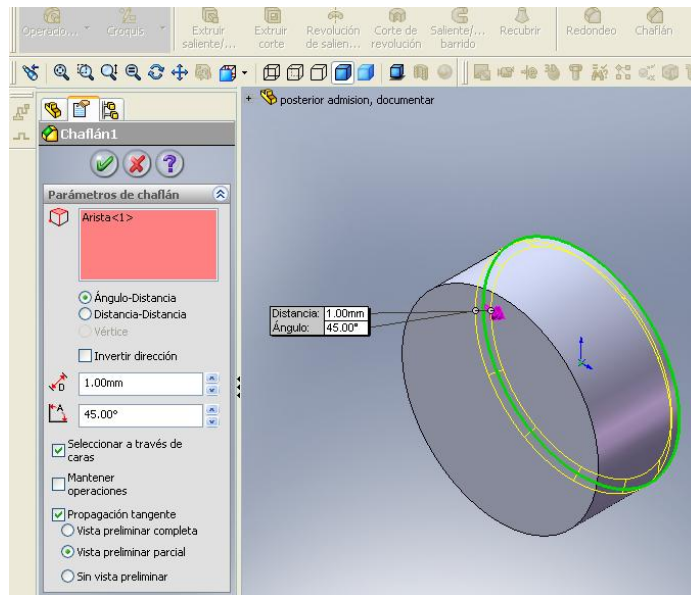 Operacio...
Croquis
Extruir saliente/...
Extruir corte
Revolución de salien...
Corte de revolución
Saliente/... barrido
Recubrir
Redondeo
Chaflán
posterior admision, documentar
Chaflán1
Parámetros de chaflán
Arista<1>
Ángulo-Distancia
Distancia-Distancia
Vértice
Invertir dirección
D
1.00mm
A
45.00°
Seleccionar a través de
caras
Mantener
operaciones
Propagación tangente
Vista preliminar completa
Vista preliminar parcial
Sin vista preliminar
Distancia: 1.00mm
Ángulo: 45.00°